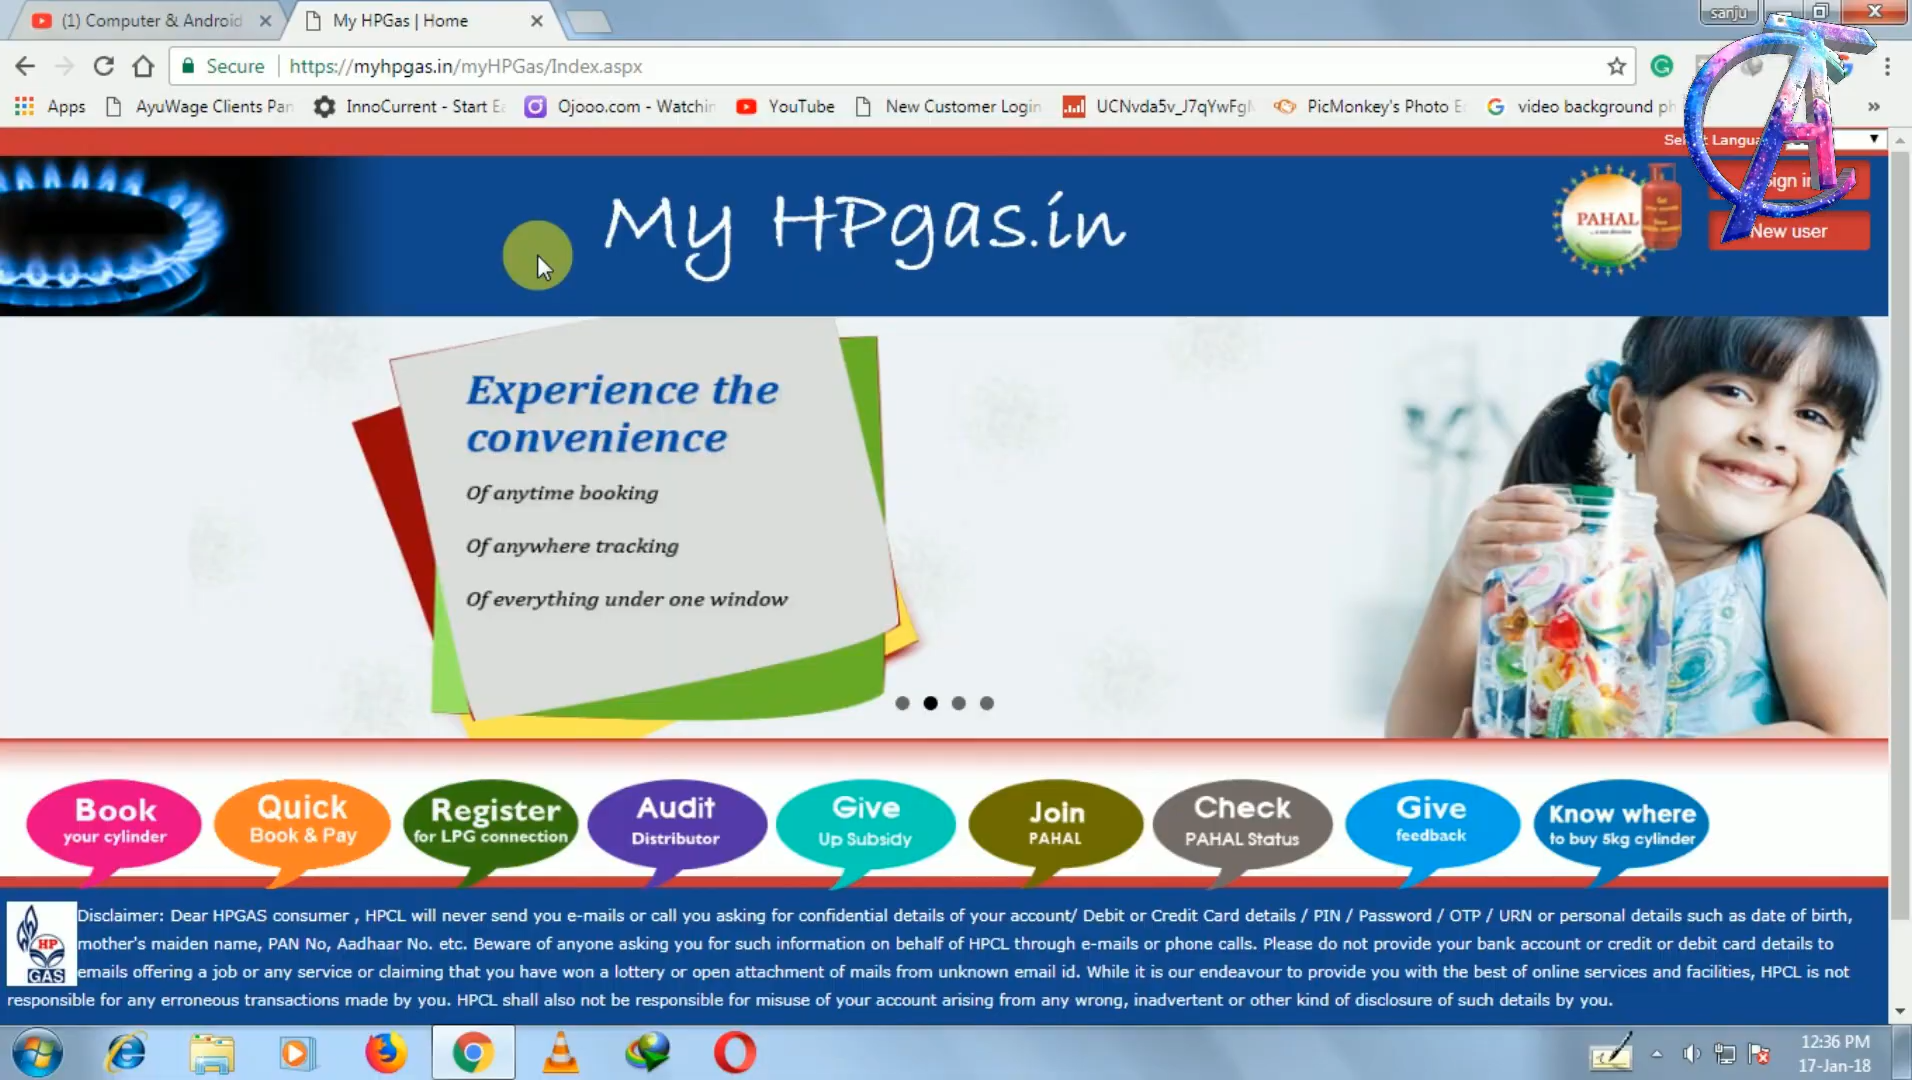 (1) Computer & Android
My HPGas | Home
sanju
Secure
https://myhpgas.in/myHPGas/Index.aspx
Apps
AyuWage Clients Pan
InnoCurrent - Start Ea
Ojooo.com - Watchin
YouTube
New Customer Login
UCNvda5v_J7qYwFgl
PicMonkey's Photo E
video background ph
»
My HPgas.in
PAHAL
Sign in
New user
Experience the
convenience
Of anytime booking
Of anywhere tracking
Of everything under one window
Book
your cylinder
Quick
Book & Pay
Register
for LPG connection
Audit
Distributor
Give
Up Subsidy
Join
PAHAL
Check
PAHAL Status
Give
feedback
Know where
to buy 5kg cylinder
HP
GAS
Disclaimer: Dear HPGAS consumer , HPCL will never send you e-mails or call you asking for confidential details of your account/ Debit or Credit Card details / PIN / Password / OTP / URN or personal details such as date of birth,
mother's maiden name, PAN No, Aadhaar No. etc. Beware of anyone asking you for such information on behalf of HPCL through e-mails or phone calls. Please do not provide your bank account or credit or debit card details to
emails offering a job or any service or claiming that you have won a lottery or open attachment of mails from unknown email id. While it is our endeavour to provide you with the best of online services and facilities, HPCL is not
responsible for any erroneous transactions made by you. HPCL shall also not be responsible for misuse of your account arising from any wrong, inadvertent or other kind of disclosure of such details by you.
12:36 PM
17-Jan-18